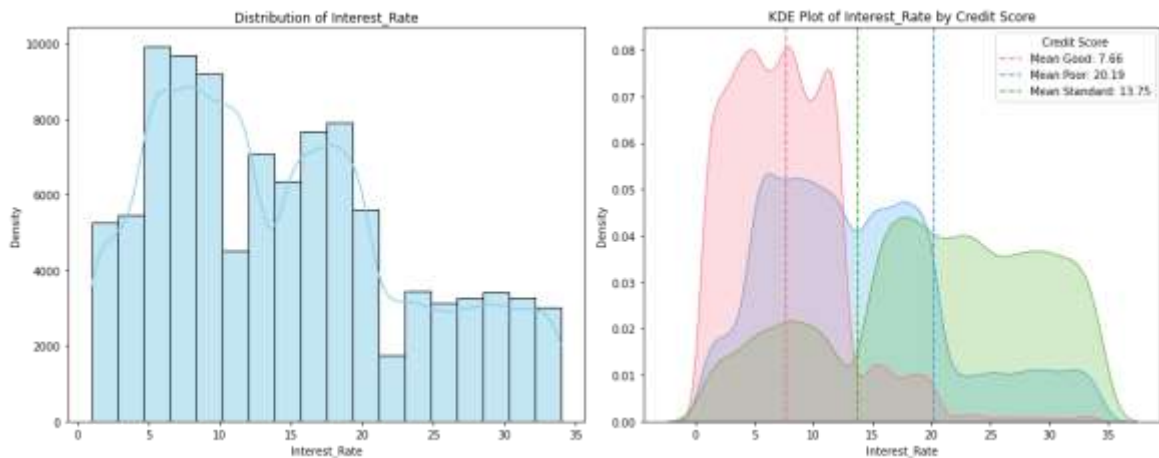 Distribution of Interest_Rate
Density
10000
8000
6000
4000
2000
0
0 5 10 15 20 25 30 35
Interest_Rate
KDE Plot of Interest_Rate by Credit Score
Credit Score
Mean Good: 7.66
Mean Poor: 20.19
Mean Standard: 13.75
Density
0.08
0.07
0.06
0.05
0.04
0.03
0.02
0.01
0.00
0 5 10 15 20 25 30 35
Interest_Rate